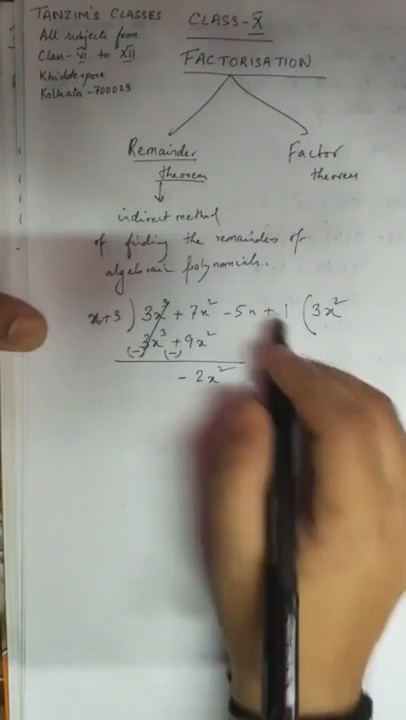 TANZIM'S CLASSES
All subjects from
Class - VI to XII
Khidderpore
Kolkata - 700023
CLASS - X
FACTORISATION
Remainder theorem
Factor theorem
indirect method
of finding the remainders of
algebraic polynomials.
x+3 ) 3x³ + 7x² - 5x + 1 ( 3x²
3x³ + 9x²
(-) (-)
- 2x²